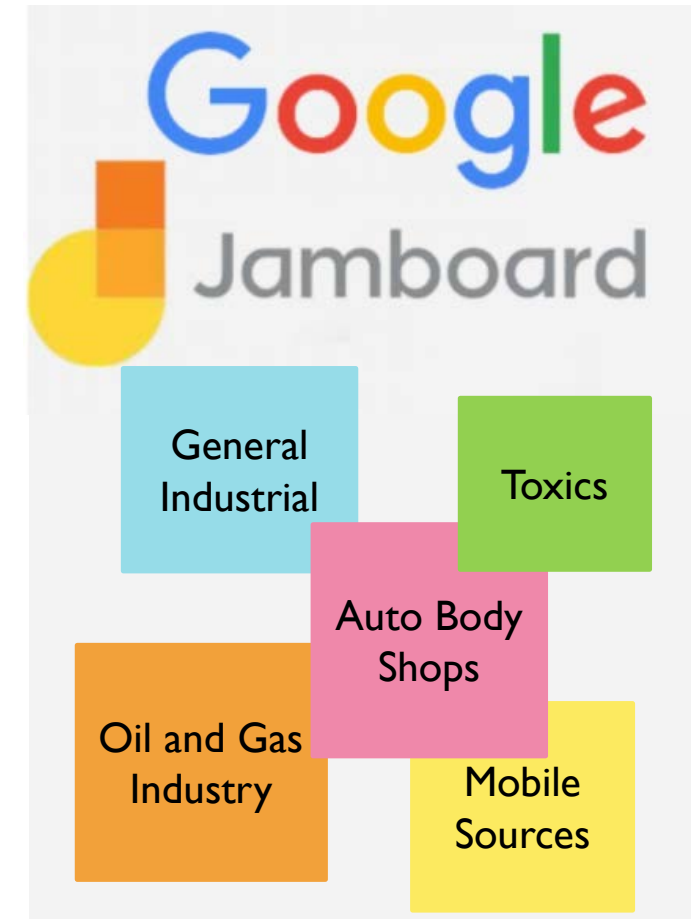 Google
Jamboard
General
Industrial
Toxics
Auto Body
Shops
Oil and Gas
Industry
Mobile
Sources